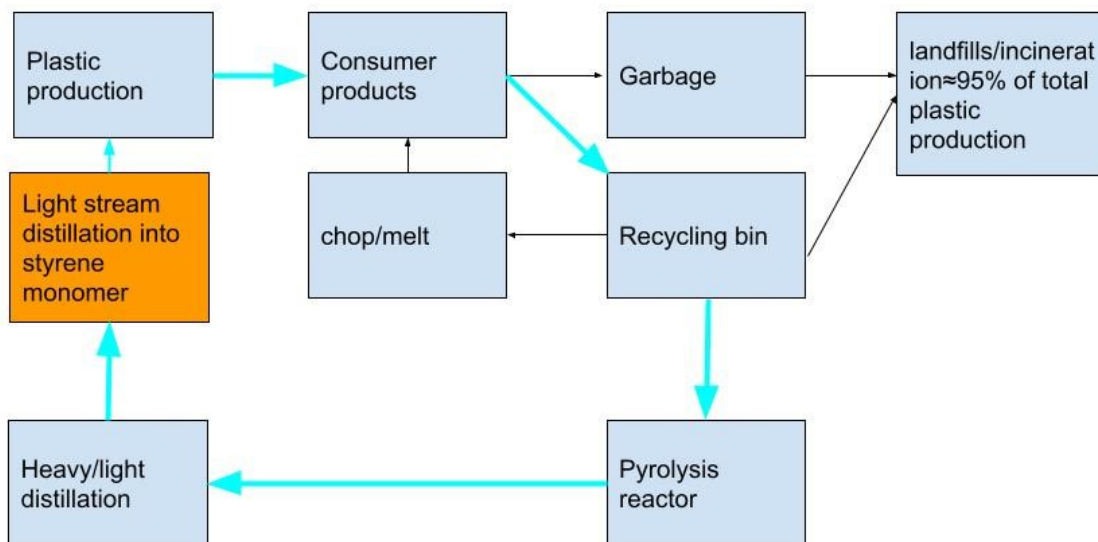 Plastic
production
Consumer
products
Garbage
landfills/incinerat
ion≈95% of total
plastic
production
Light stream
distillation into
styrene
monomer
chop/melt
Recycling bin
Heavy/light
distillation
Pyrolysis
reactor